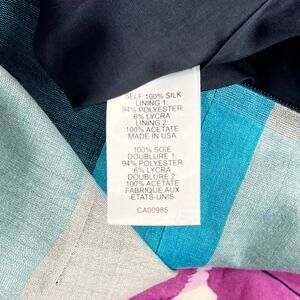 SELF:100% SILK
LINING 1:
94% POLYESTER
6% LYCRA
LINING 2:
100% ACETATE
MADE IN USA
100% SOIE
DOUBLURE 1:
94% POLYESTER
6% LYCRA
DOUBLURE 2:
100% ACETATE
FABRIQUE AUX
ETATS-UNIS
CA00985